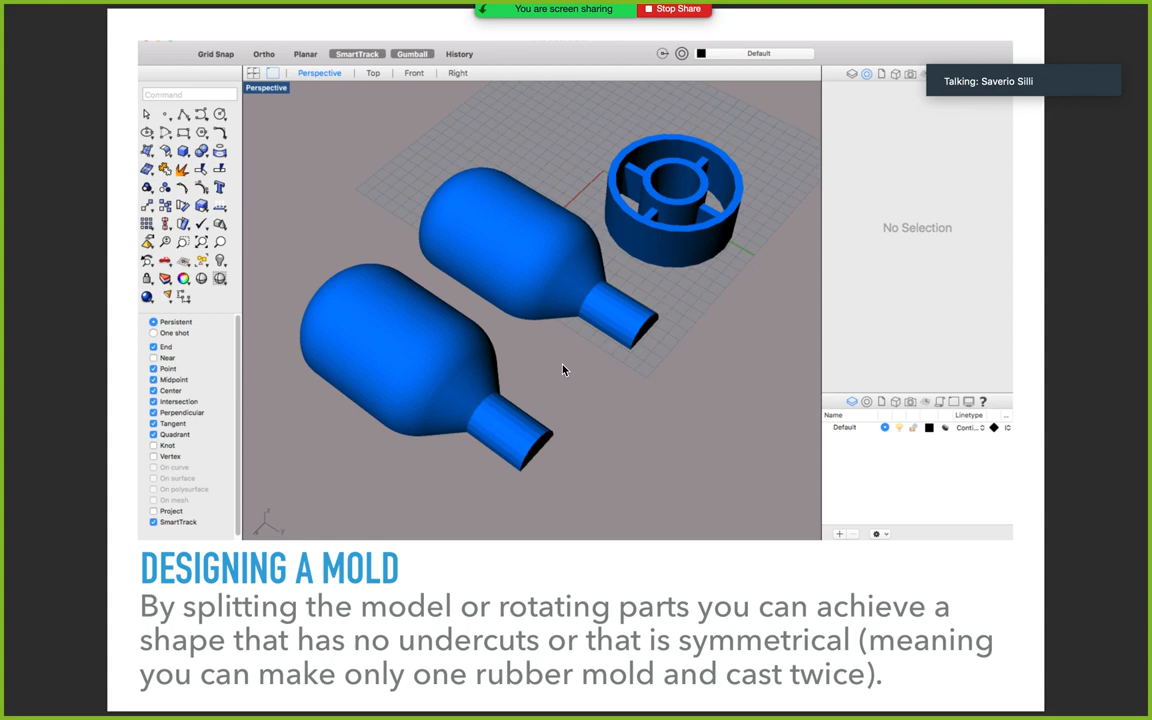 You are screen sharing
Stop Share
Talking: Saverio Silli
Grid Snap Ortho Planar SmartTrack Gumball History Default
Perspective Top Front Right
Perspective
Command
No Selection
Persistent
One shot
End
Near
Point
Midpoint
Center
Intersection
Perpendicular
Tangent
Quadrant
Knot
Vertex
On curve
On surface
On polysurface
On mesh
Project
SmartTrack
Name Linetype ...
Default Conti...
DESIGNING A MOLD
By splitting the model or rotating parts you can achieve a
shape that has no undercuts or that is symmetrical (meaning
you can make only one rubber mold and cast twice).